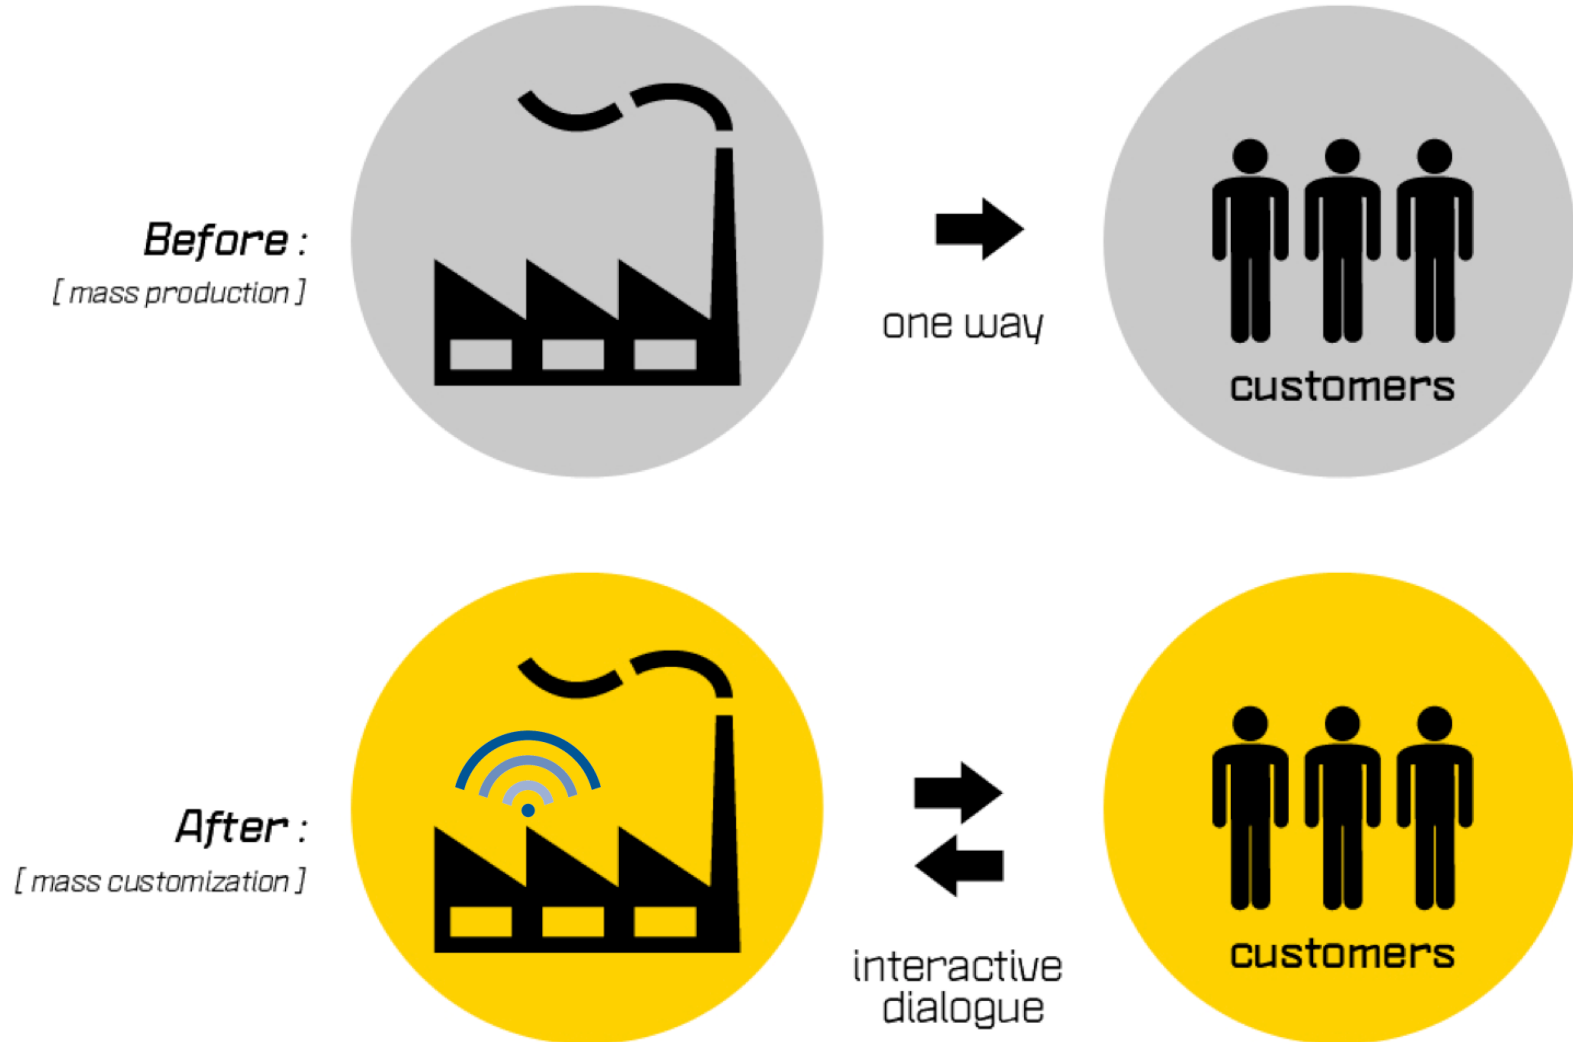 Before :
[ mass production ]
one way
customers
After :
[ mass customization ]
interactive
dialogue
customers